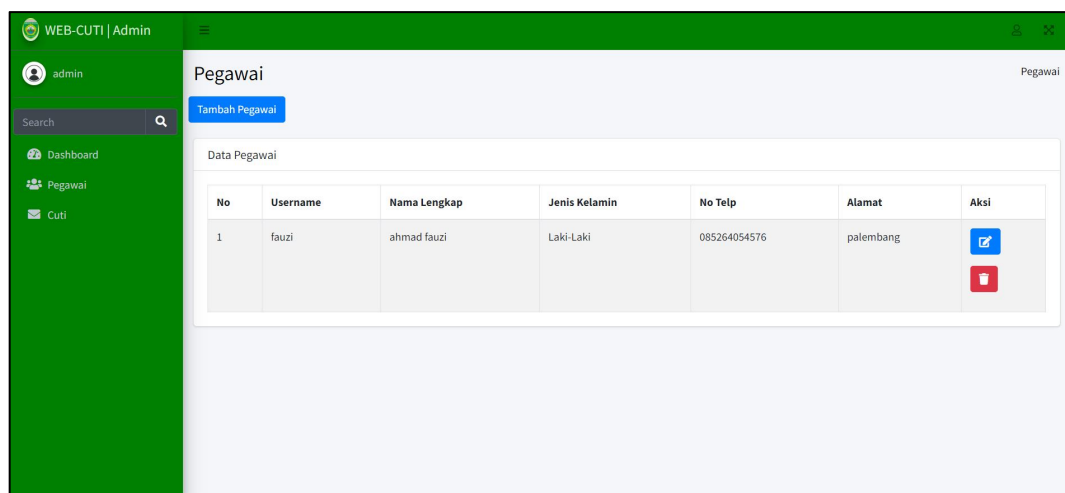 WEB-CUTI | Admin
admin
Search
Dashboard
Pegawai
Cuti
Pegawai
Pegawai
Tambah Pegawai
Data Pegawai
No Username Nama Lengkap Jenis Kelamin No Telp Alamat Aksi
1 fauzi ahmad fauzi Laki-Laki 085264054576 palembang